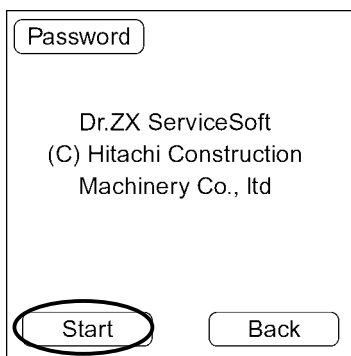 Password
Dr.ZX ServiceSoft
(C) Hitachi Construction
Machinery Co., ltd
Start
Back